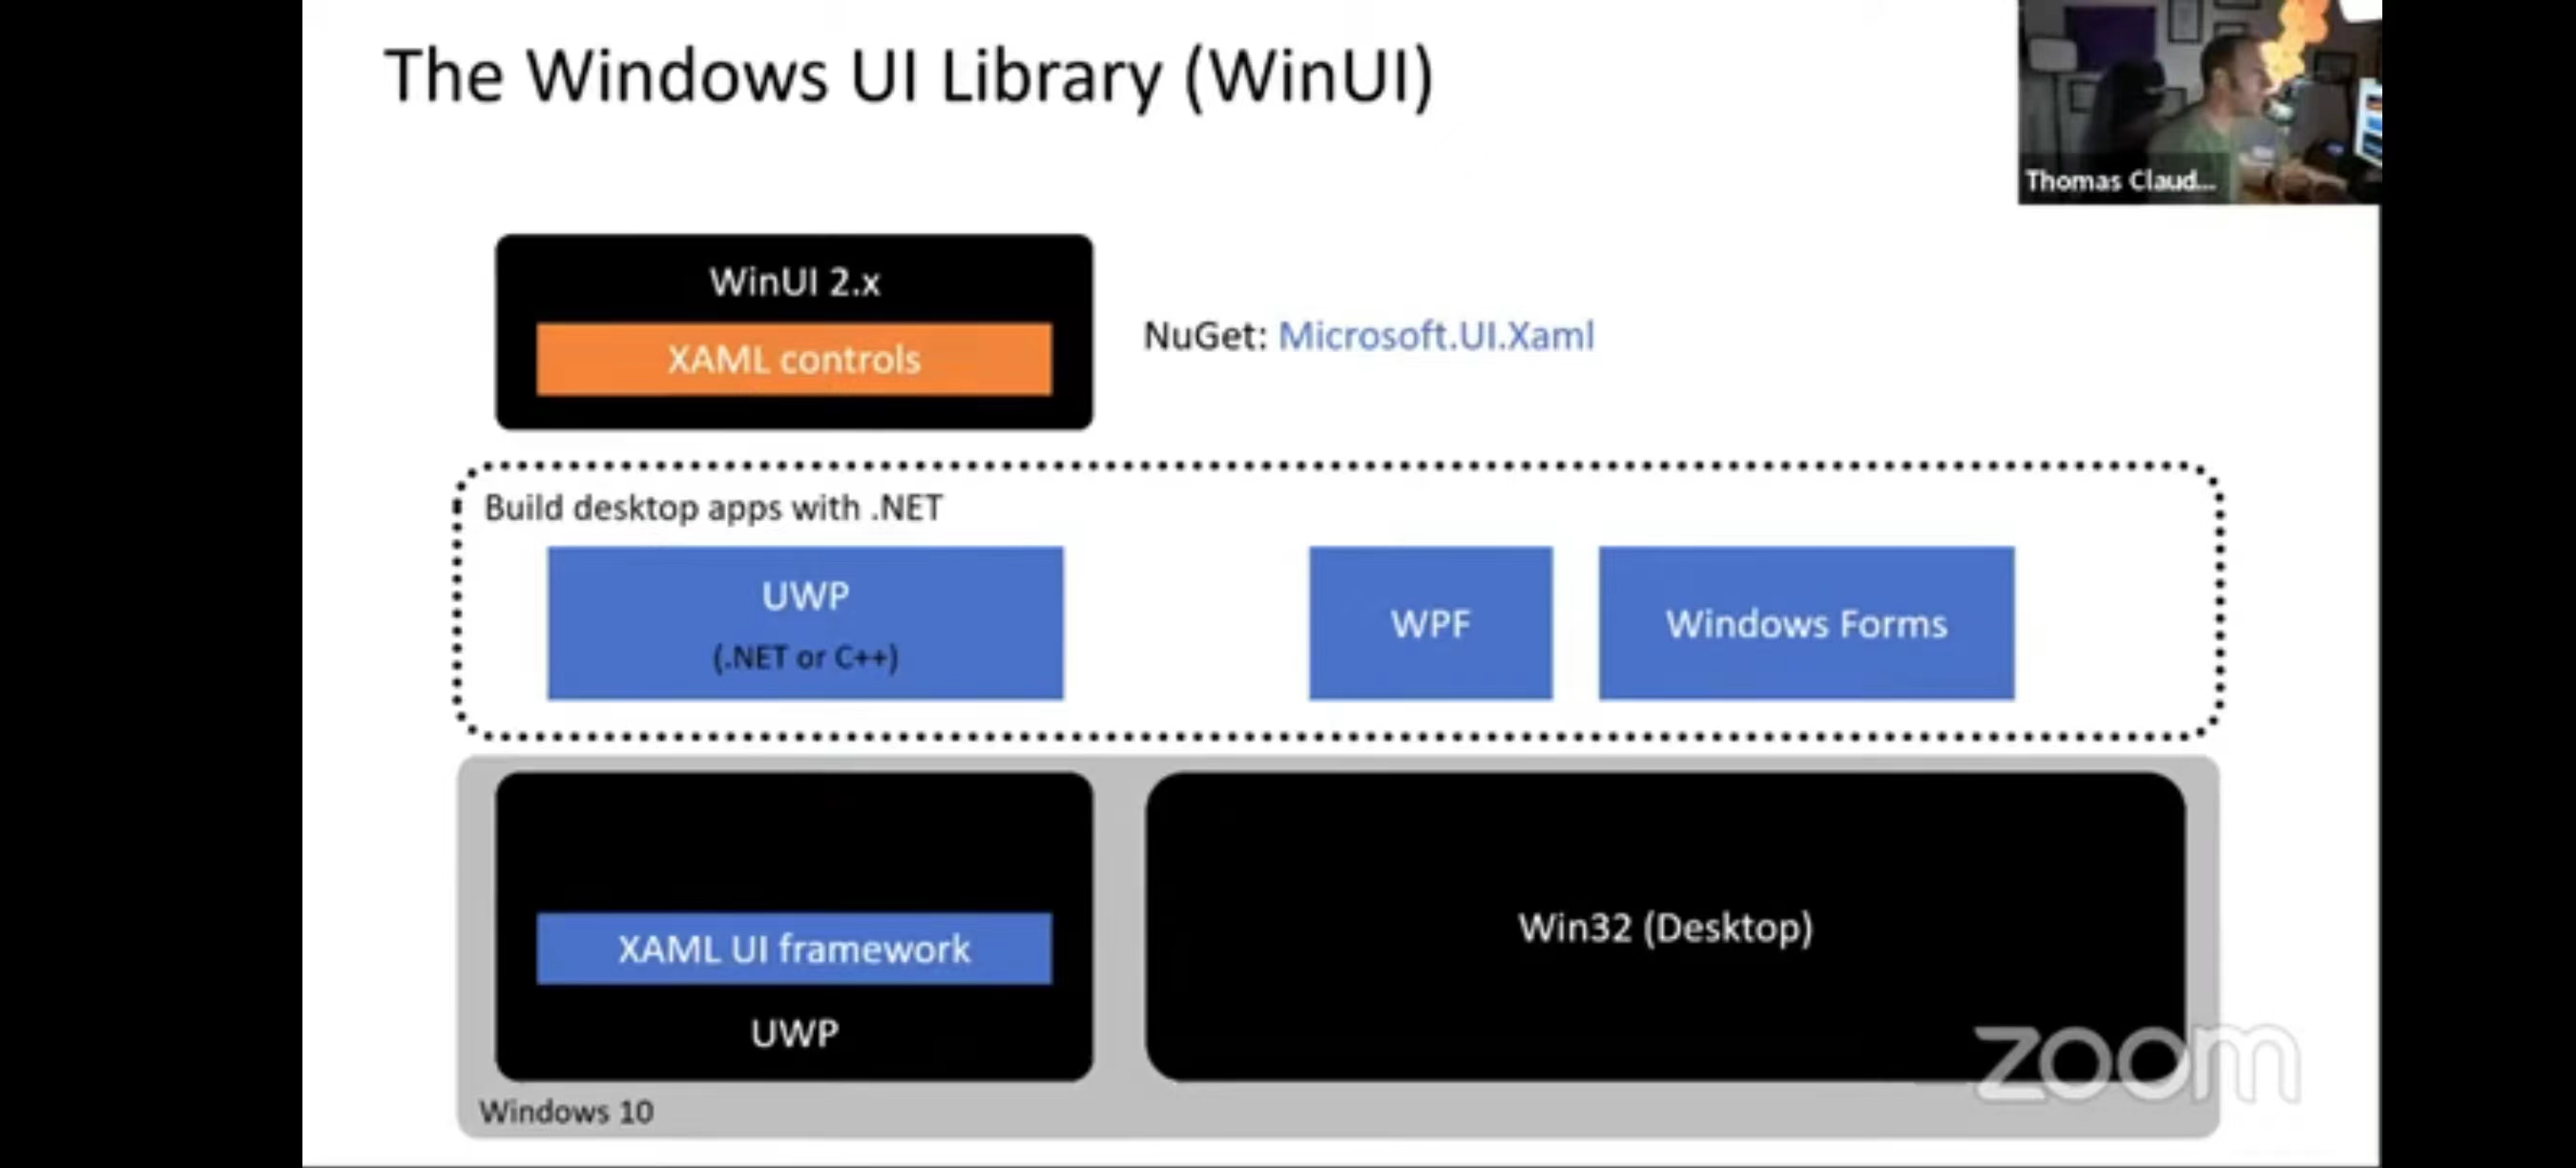 The Windows UI Library (WinUI)
Thomas Claud...
WinUI 2.x
XAML controls
NuGet: Microsoft.UI.Xaml
Build desktop apps with .NET
UWP
(.NET or C++)
WPF
Windows Forms
XAML UI framework
UWP
Win32 (Desktop)
Windows 10
zoom